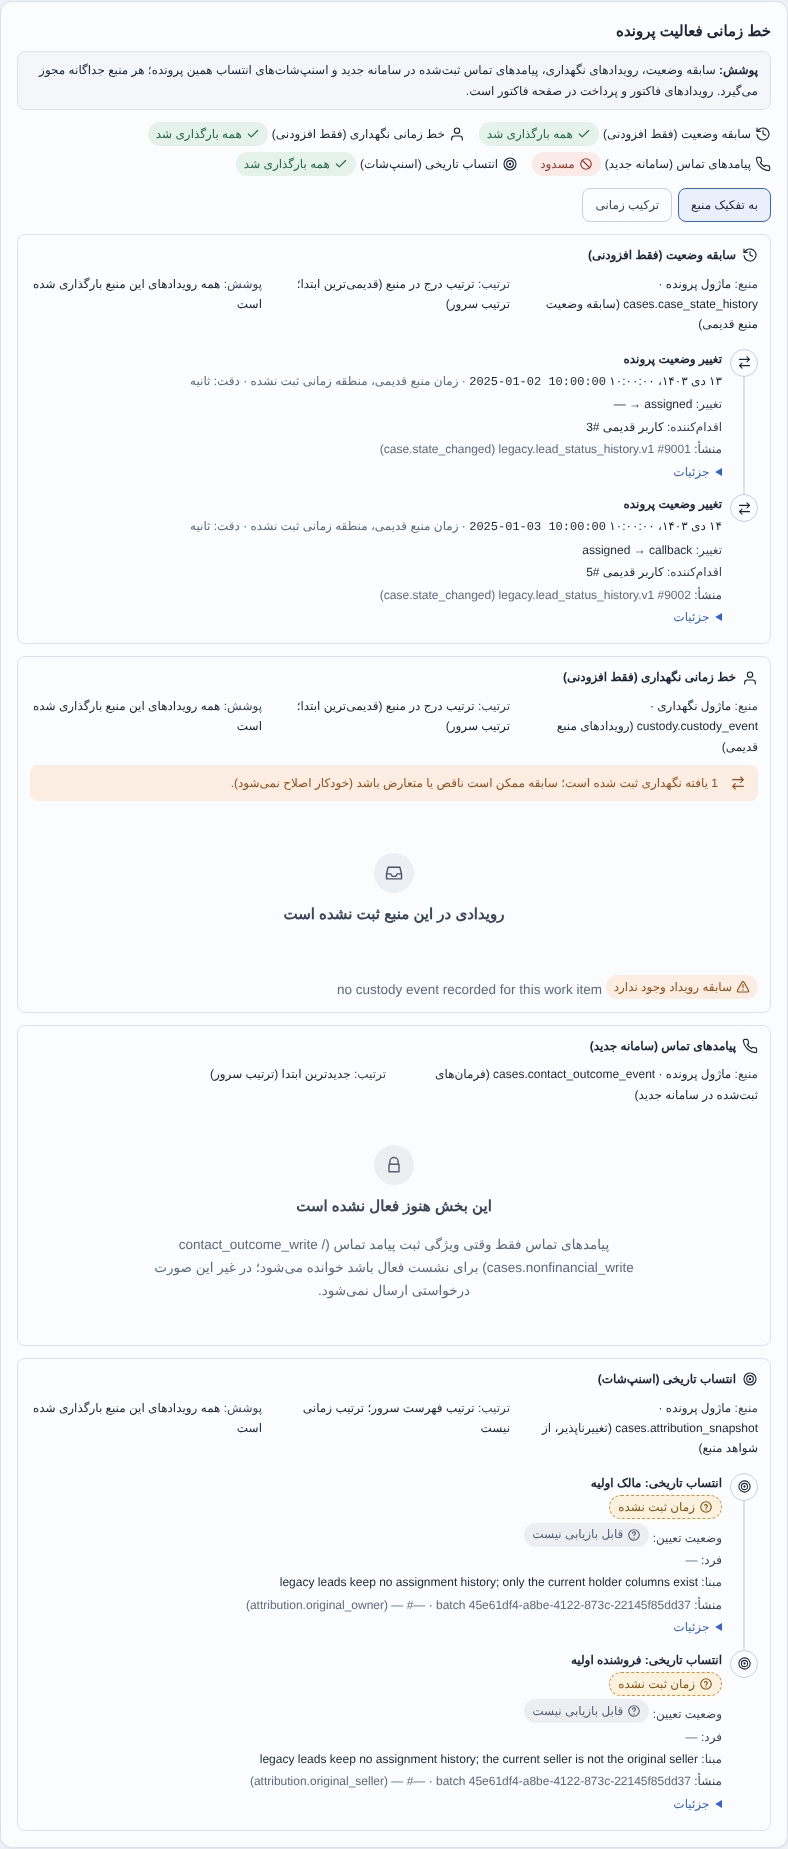 خط زمانی فعالیت پرونده
پوشش: سابقه وضعیت، رویدادهای نگهداری، پیامدهای تماس ثبت‌شده در سامانه جدید و اسنپ‌شات‌های انتساب همین پرونده؛ هر منبع جداگانه مجوز
می‌گیرد. رویدادهای فاکتور و پرداخت در صفحه فاکتور است.
سابقه وضعیت (فقط افزودنی) همه بارگذاری شد خط زمانی نگهداری (فقط افزودنی) همه بارگذاری شد
پیامدهای تماس (سامانه جدید) مسدود انتساب تاریخی (اسنپ‌شات) همه بارگذاری شد
به تفکیک منبع ترکیب زمانی
سابقه وضعیت (فقط افزودنی)
منبع: ماژول پرونده ·
cases.case_state_history (سابقه وضعیت
منبع قدیمی)
ترتیب: ترتیب درج در منبع (قدیمی‌ترین ابتدا؛
ترتیب سرور)
پوشش: همه رویدادهای این منبع بارگذاری شده
است
تغییر وضعیت پرونده
۱۳ دی ۱۴۰۳، ۱۰:۰۰:۰۰ 2025-01-02 10:00:00 · زمان منبع قدیمی، منطقه زمانی ثبت نشده · دقت: ثانیه
تغییر: — → assigned
اقدام‌کننده: کاربر قدیمی #3
منشأ: legacy.lead_status_history.v1 #9001 (case.state_changed)
جزئیات
تغییر وضعیت پرونده
۱۴ دی ۱۴۰۳، ۱۰:۰۰:۰۰ 2025-01-03 10:00:00 · زمان منبع قدیمی، منطقه زمانی ثبت نشده · دقت: ثانیه
تغییر: assigned → callback
اقدام‌کننده: کاربر قدیمی #5
منشأ: legacy.lead_status_history.v1 #9002 (case.state_changed)
جزئیات
خط زمانی نگهداری (فقط افزودنی)
منبع: ماژول نگهداری ·
custody.custody_event (رویدادهای منبع
قدیمی)
ترتیب: ترتیب درج در منبع (قدیمی‌ترین ابتدا؛
ترتیب سرور)
پوشش: همه رویدادهای این منبع بارگذاری شده
است
1 یافته نگهداری ثبت شده است؛ سابقه ممکن است ناقص یا متعارض باشد (خودکار اصلاح نمی‌شود).
رویدادی در این منبع ثبت نشده است
سابقه رویداد وجود ندارد no custody event recorded for this work item
پیامدهای تماس (سامانه جدید)
منبع: ماژول پرونده · cases.contact_outcome_event (فرمان‌های
ثبت‌شده در سامانه جدید)
ترتیب: جدیدترین ابتدا (ترتیب سرور)
این بخش هنوز فعال نشده است
پیامدهای تماس فقط وقتی ویژگی ثبت پیامد تماس (contact_outcome_write /
cases.nonfinancial_write) برای نشست فعال باشد خوانده می‌شود؛ در غیر این صورت
درخواستی ارسال نمی‌شود.
انتساب تاریخی (اسنپ‌شات)
منبع: ماژول پرونده ·
cases.attribution_snapshot (تغییرناپذیر، از
شواهد منبع)
ترتیب: ترتیب فهرست سرور؛ ترتیب زمانی
نیست
پوشش: همه رویدادهای این منبع بارگذاری شده
است
انتساب تاریخی: مالک اولیه
زمان ثبت نشده
وضعیت تعیین: قابل بازیابی نیست
فرد: —
مبنا: legacy leads keep no assignment history; only the current holder columns exist
منشأ: — #— · batch 45e61df4-a8be-4122-873c-22145f85dd37 (attribution.original_owner)
جزئیات
انتساب تاریخی: فروشنده اولیه
زمان ثبت نشده
وضعیت تعیین: قابل بازیابی نیست
فرد: —
مبنا: legacy leads keep no assignment history; the current seller is not the original seller
منشأ: — #— · batch 45e61df4-a8be-4122-873c-22145f85dd37 (attribution.original_seller)
جزئیات